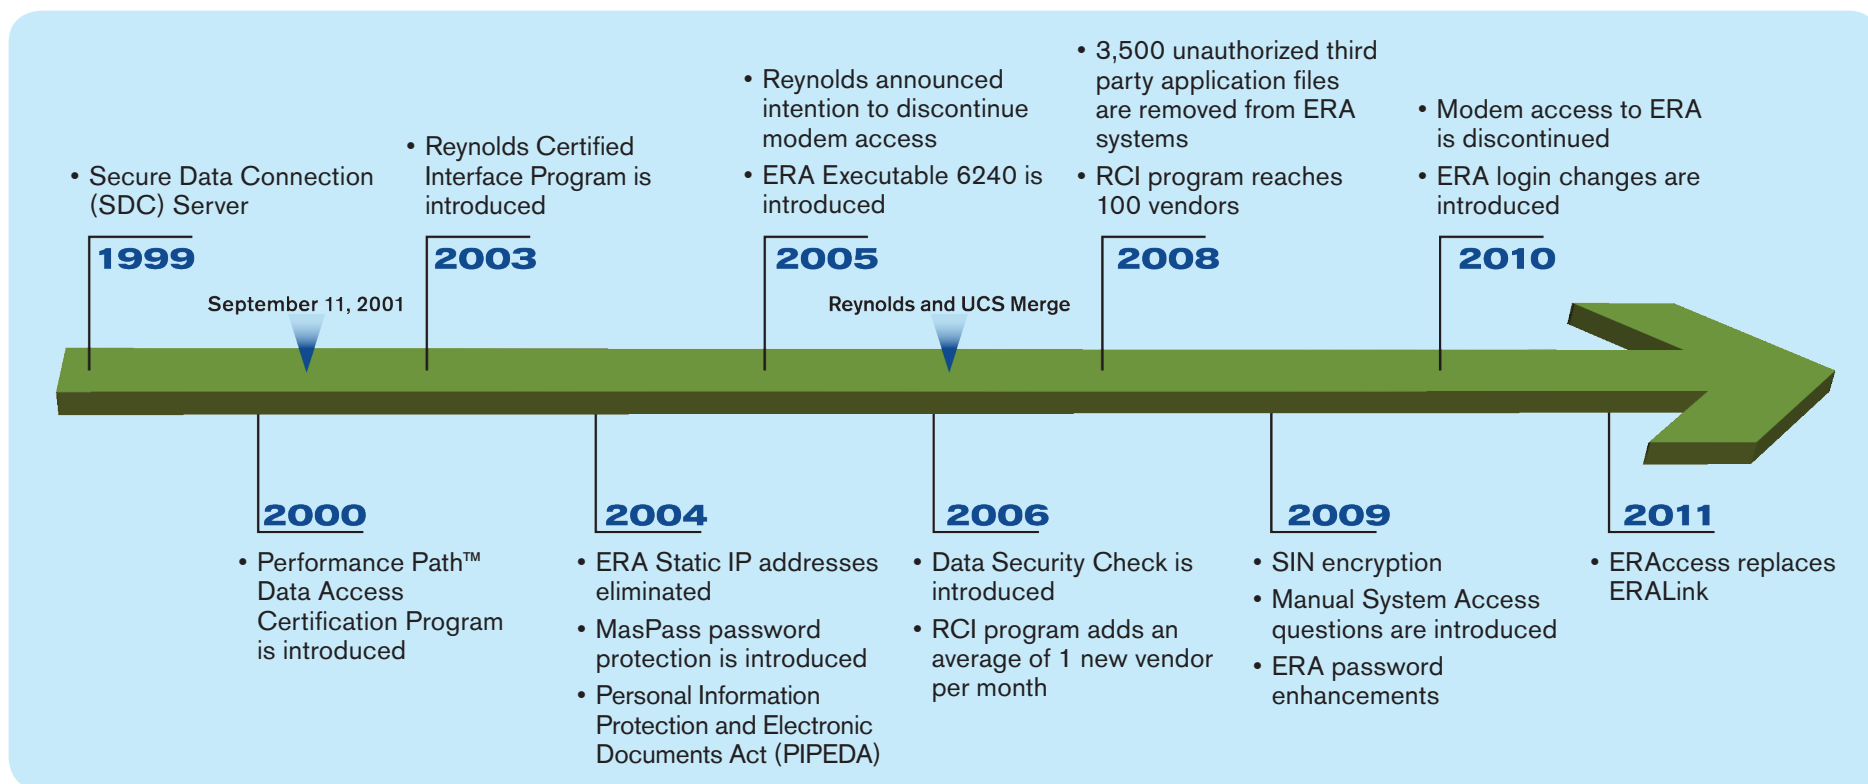 • Secure Data Connection
(SDC) Server
1999
September 11, 2001
• Reynolds Certified
Interface Program is
introduced
2003
• Reynolds announced
intention to discontinue
modem access
• ERA Executable 6240 is
introduced
2005
Reynolds and UCS Merge
• 3,500 unauthorized third
party application files
are removed from ERA
systems
• RCI program reaches
100 vendors
2008
• Modem access to ERA
is discontinued
• ERA login changes are
introduced
2010
2000
• Performance Path™
Data Access
Certification Program
is introduced
2004
• ERA Static IP addresses
eliminated
• MasPass password
protection is introduced
• Personal Information
Protection and Electronic
Documents Act (PIPEDA)
2006
• Data Security Check is
introduced
• RCI program adds an
average of 1 new vendor
per month
2009
• SIN encryption
• Manual System Access
questions are introduced
• ERA password
enhancements
2011
• ERAccess replaces
ERALink